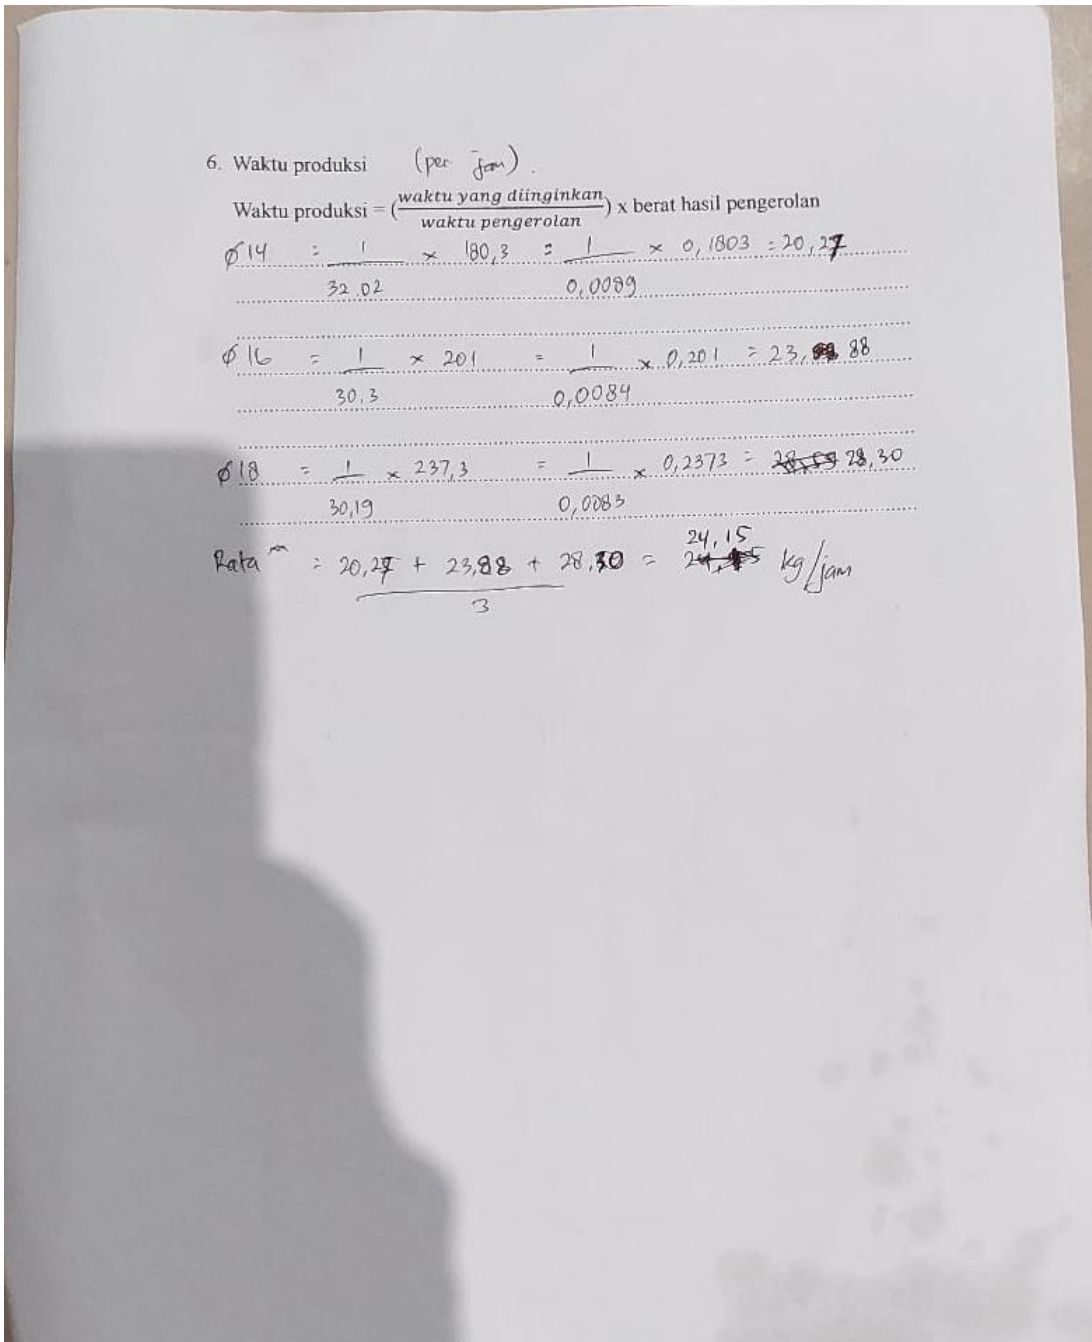 6. Waktu produksi (per jam).
Waktu produksi = (waktu yang diinginkan / waktu pengerolan) x berat hasil pengerolan
∅14 = 1/32.02 × 180,3 = 1/0,0089 × 0,1803 = 20,27
∅16 = 1/30,3 × 201 = 1/0,0084 × 0,201 = 23, 88
∅18 = 1/30,19 × 237,3 = 1/0,0083 × 0,2373 = 28,30
24,15
Rata = 20,27 + 23,88 + 28,30 / 3 = kg/jam